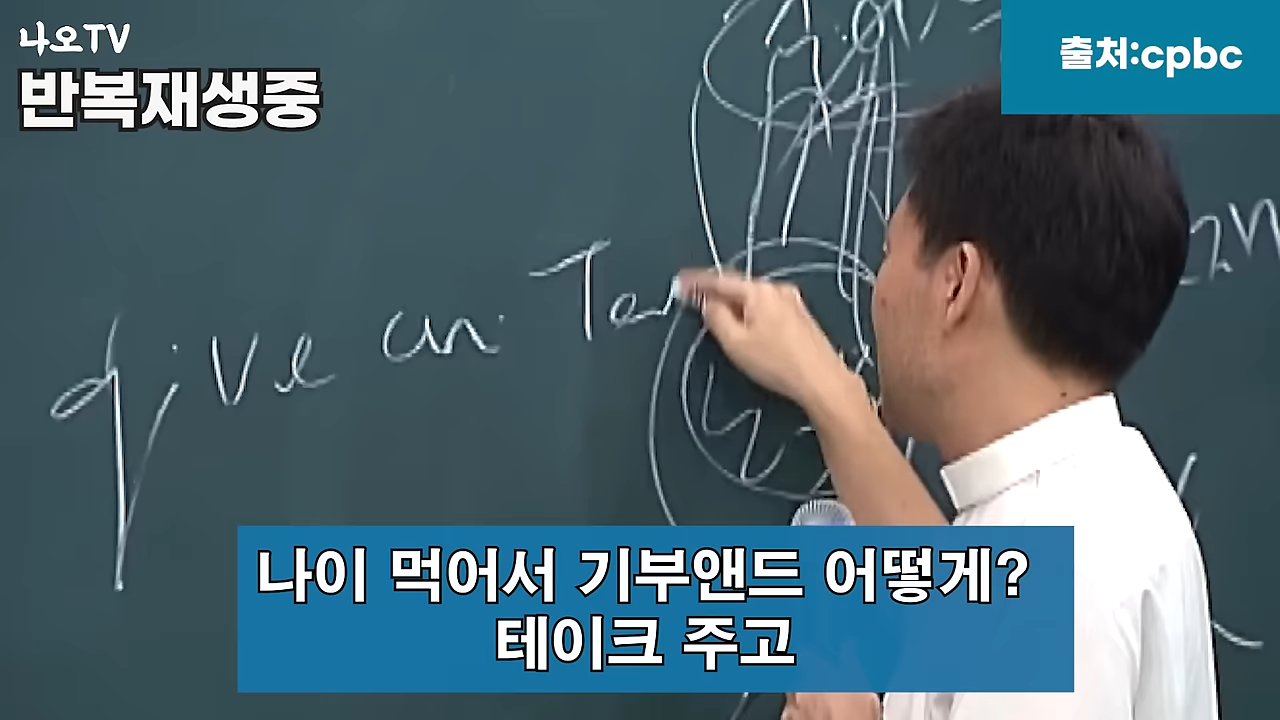 나오TV
반복재생중
출처:cpbc
give an
나이 먹어서 기부앤드 어떻게?
테이크 주고